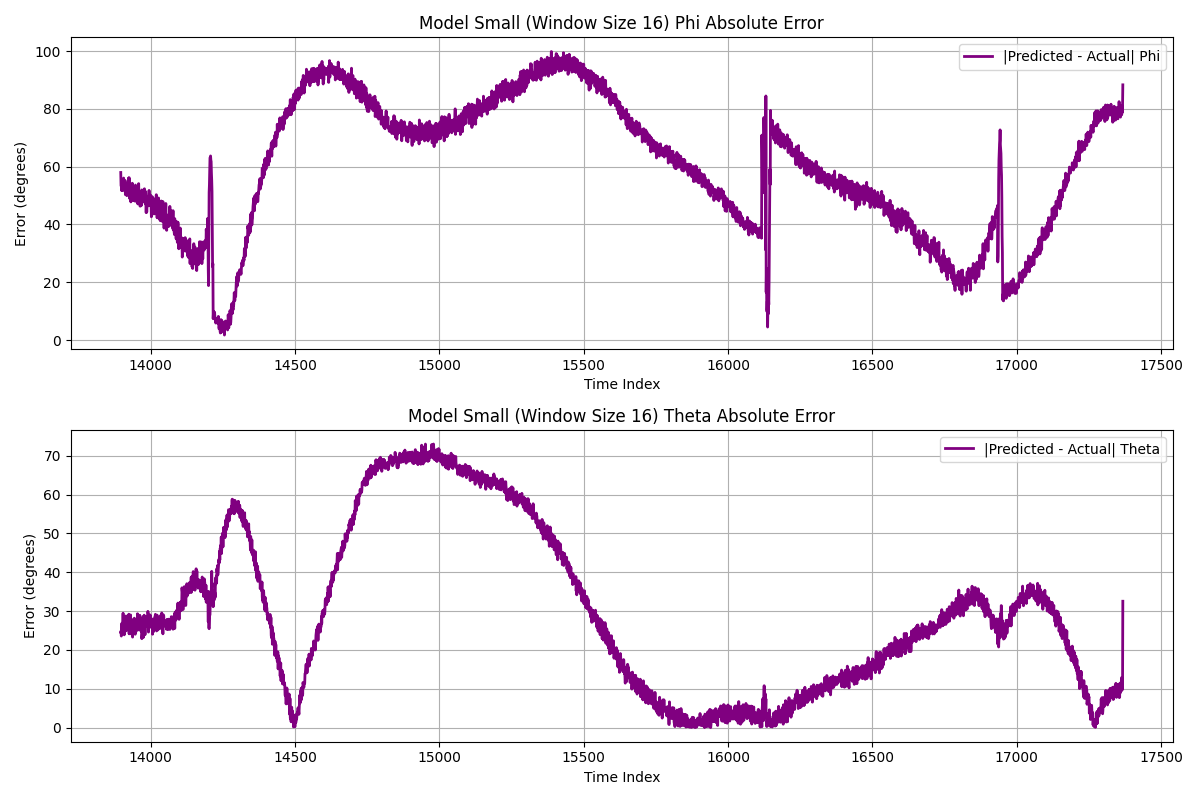 Model Small (Window Size 16) Phi Absolute Error
|Predicted - Actual| Phi
Error (degrees)
100
80
60
40
20
0
14000 14500 15000 15500 16000 16500 17000 17500
Time Index
Model Small (Window Size 16) Theta Absolute Error
|Predicted - Actual| Theta
Error (degrees)
70
60
50
40
30
20
10
0
14000 14500 15000 15500 16000 16500 17000 17500
Time Index